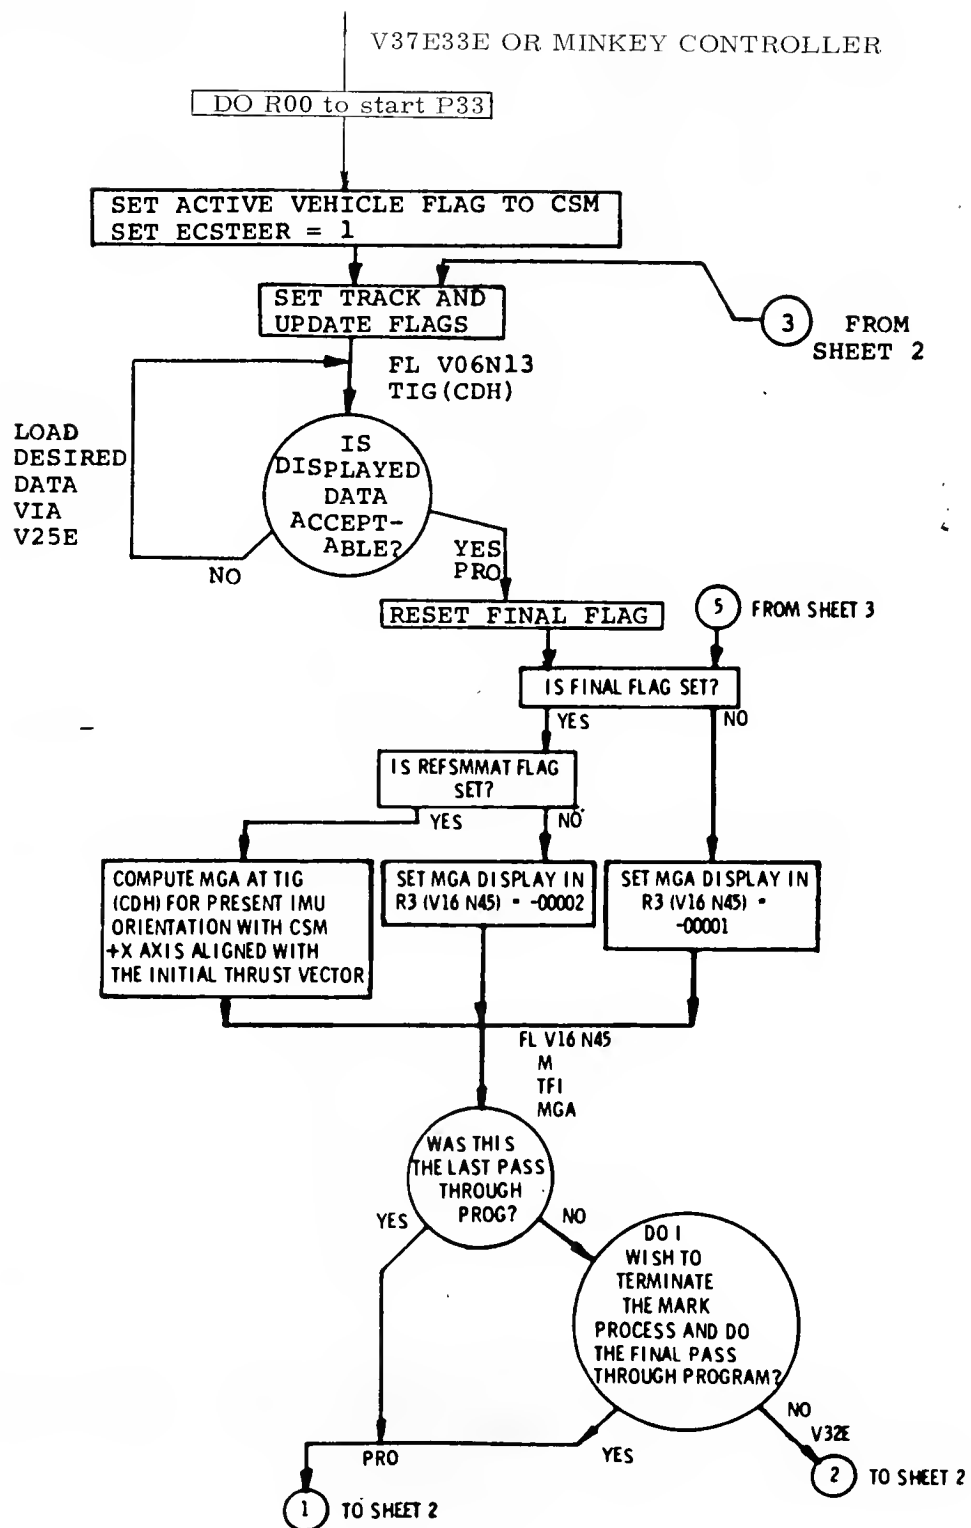 V37E33E OR MINKEY CONTROLLER
DO R00 to start P33
SET ACTIVE VEHICLE FLAG TO CSM
SET ECSTEER = 1
SET TRACK AND
UPDATE FLAGS
3 FROM
SHEET 2
FL V06N13
TIG(CDH)
LOAD
DESIRED
DATA
VIA
V25E
IS
DISPLAYED
DATA
ACCEPT-
ABLE?
NO
YES
PRO
RESET FINAL FLAG
5 FROM SHEET 3
IS FINAL FLAG SET?
YES
NO
IS REFSMMAT FLAG
SET?
YES
NO
COMPUTE MGA AT TIG
(CDH) FOR PRESENT IMU
ORIENTATION WITH CSM
+X AXIS ALIGNED WITH
THE INITIAL THRUST VECTOR
SET MGA DISPLAY IN
R3 (V16 N45) = -00002
SET MGA DISPLAY IN
R3 (V16 N45) =
-00001
FL V16 N45
M
TFI
MGA
WAS THIS
THE LAST PASS
THROUGH
PROG?
YES
NO
DO I
WISH TO
TERMINATE
THE MARK
PROCESS AND DO
THE FINAL PASS
THROUGH PROGRAM?
NO
V32E
YES
PRO
2 TO SHEET 2
1 TO SHEET 2